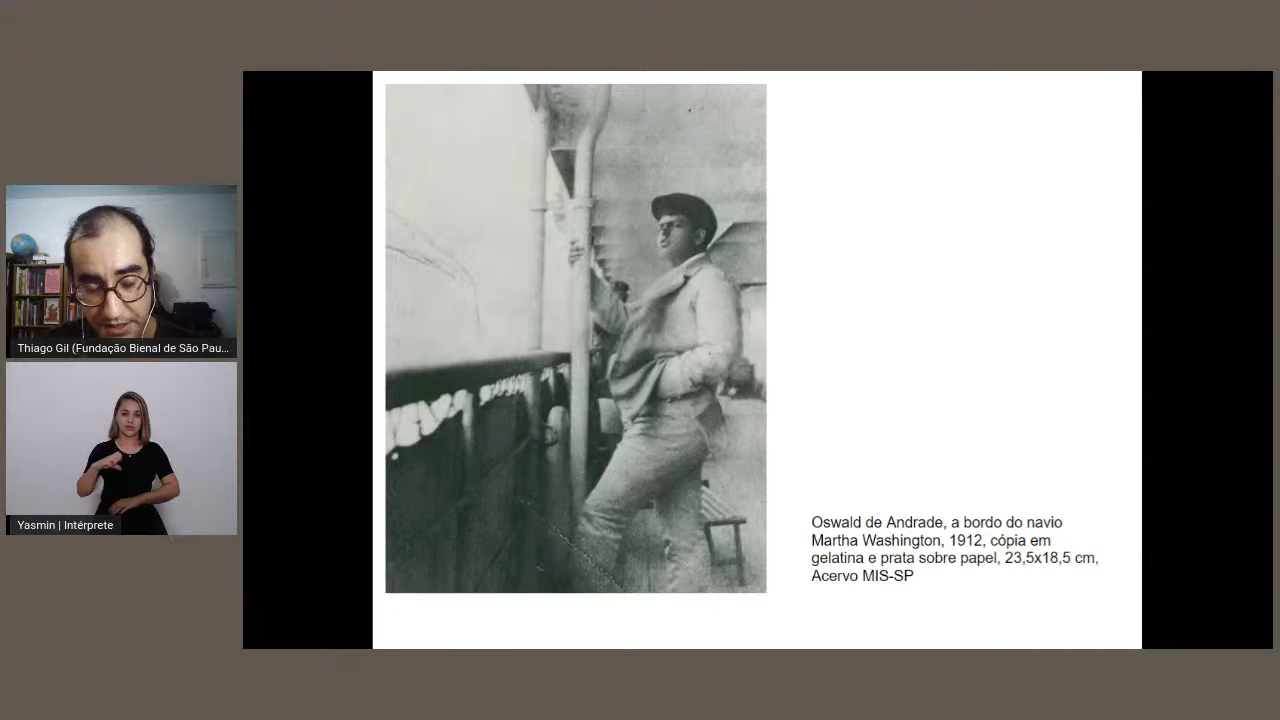 Thiago Gil (Fundação Bienal de São Pau...
Yasmin | Intérprete
Oswald de Andrade, a bordo do navio
Martha Washington, 1912, cópia em
gelatina e prata sobre papel, 23,5x18,5 cm,
Acervo MIS-SP